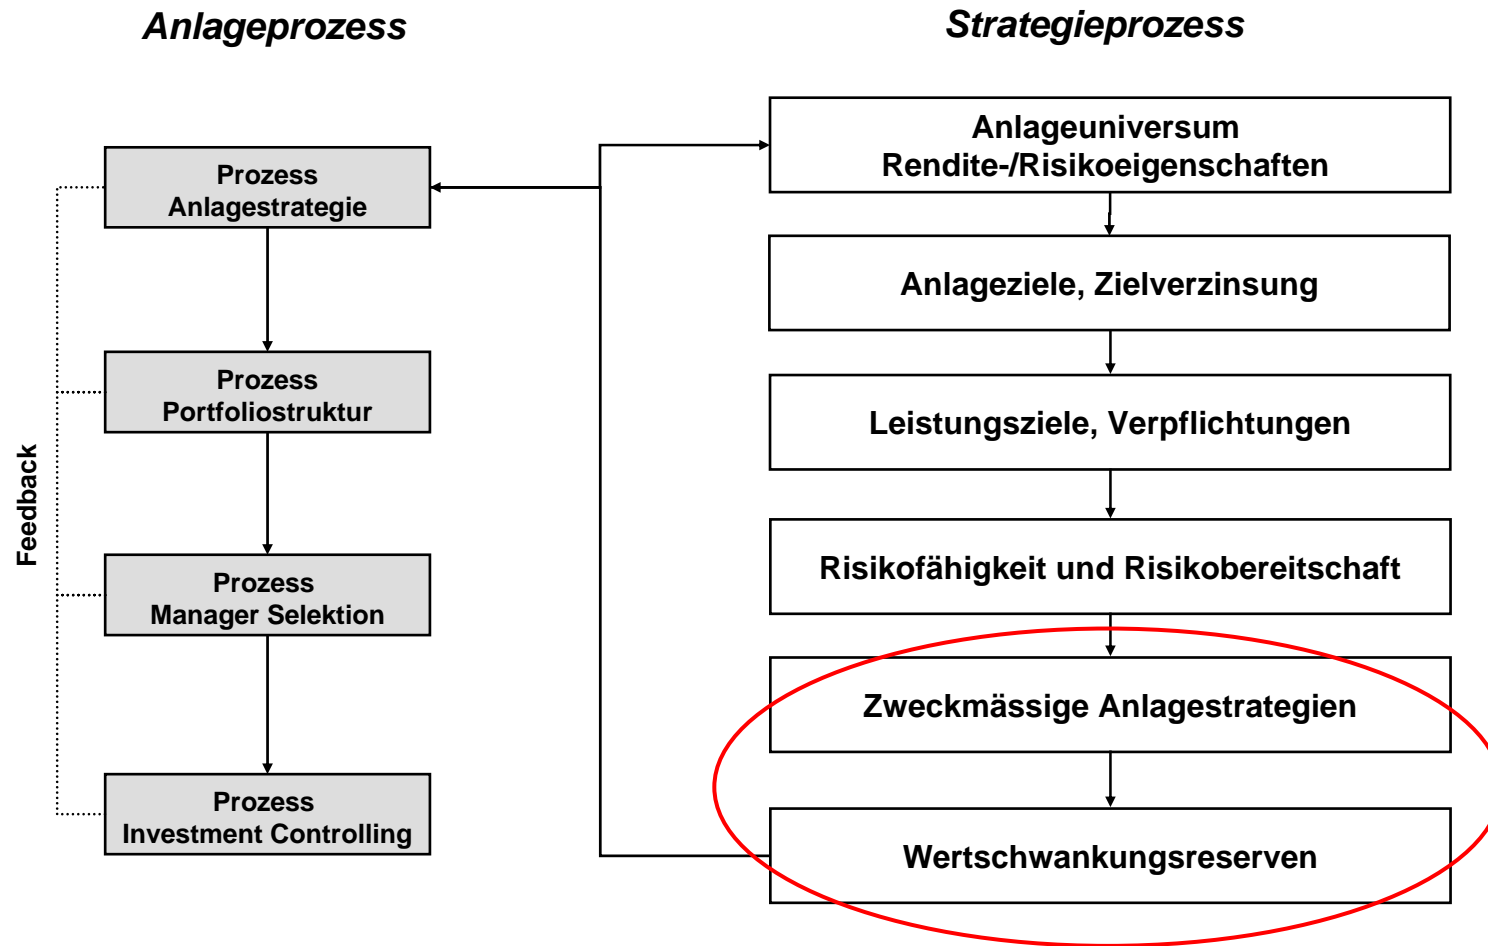 Anlageprozess
Strategieprozess
Prozess
Anlagestrategie
Prozess
Portfoliostruktur
Prozess
Manager Selektion
Prozess
Investment Controlling
Feedback
Anlageuniversum
Rendite-/Risikoeigenschaften
Anlageziele, Zielverzinsung
Leistungsziele, Verpflichtungen
Risikofähigkeit und Risikobereitschaft
Zweckmässige Anlagestrategien
Wertschwankungsreserven